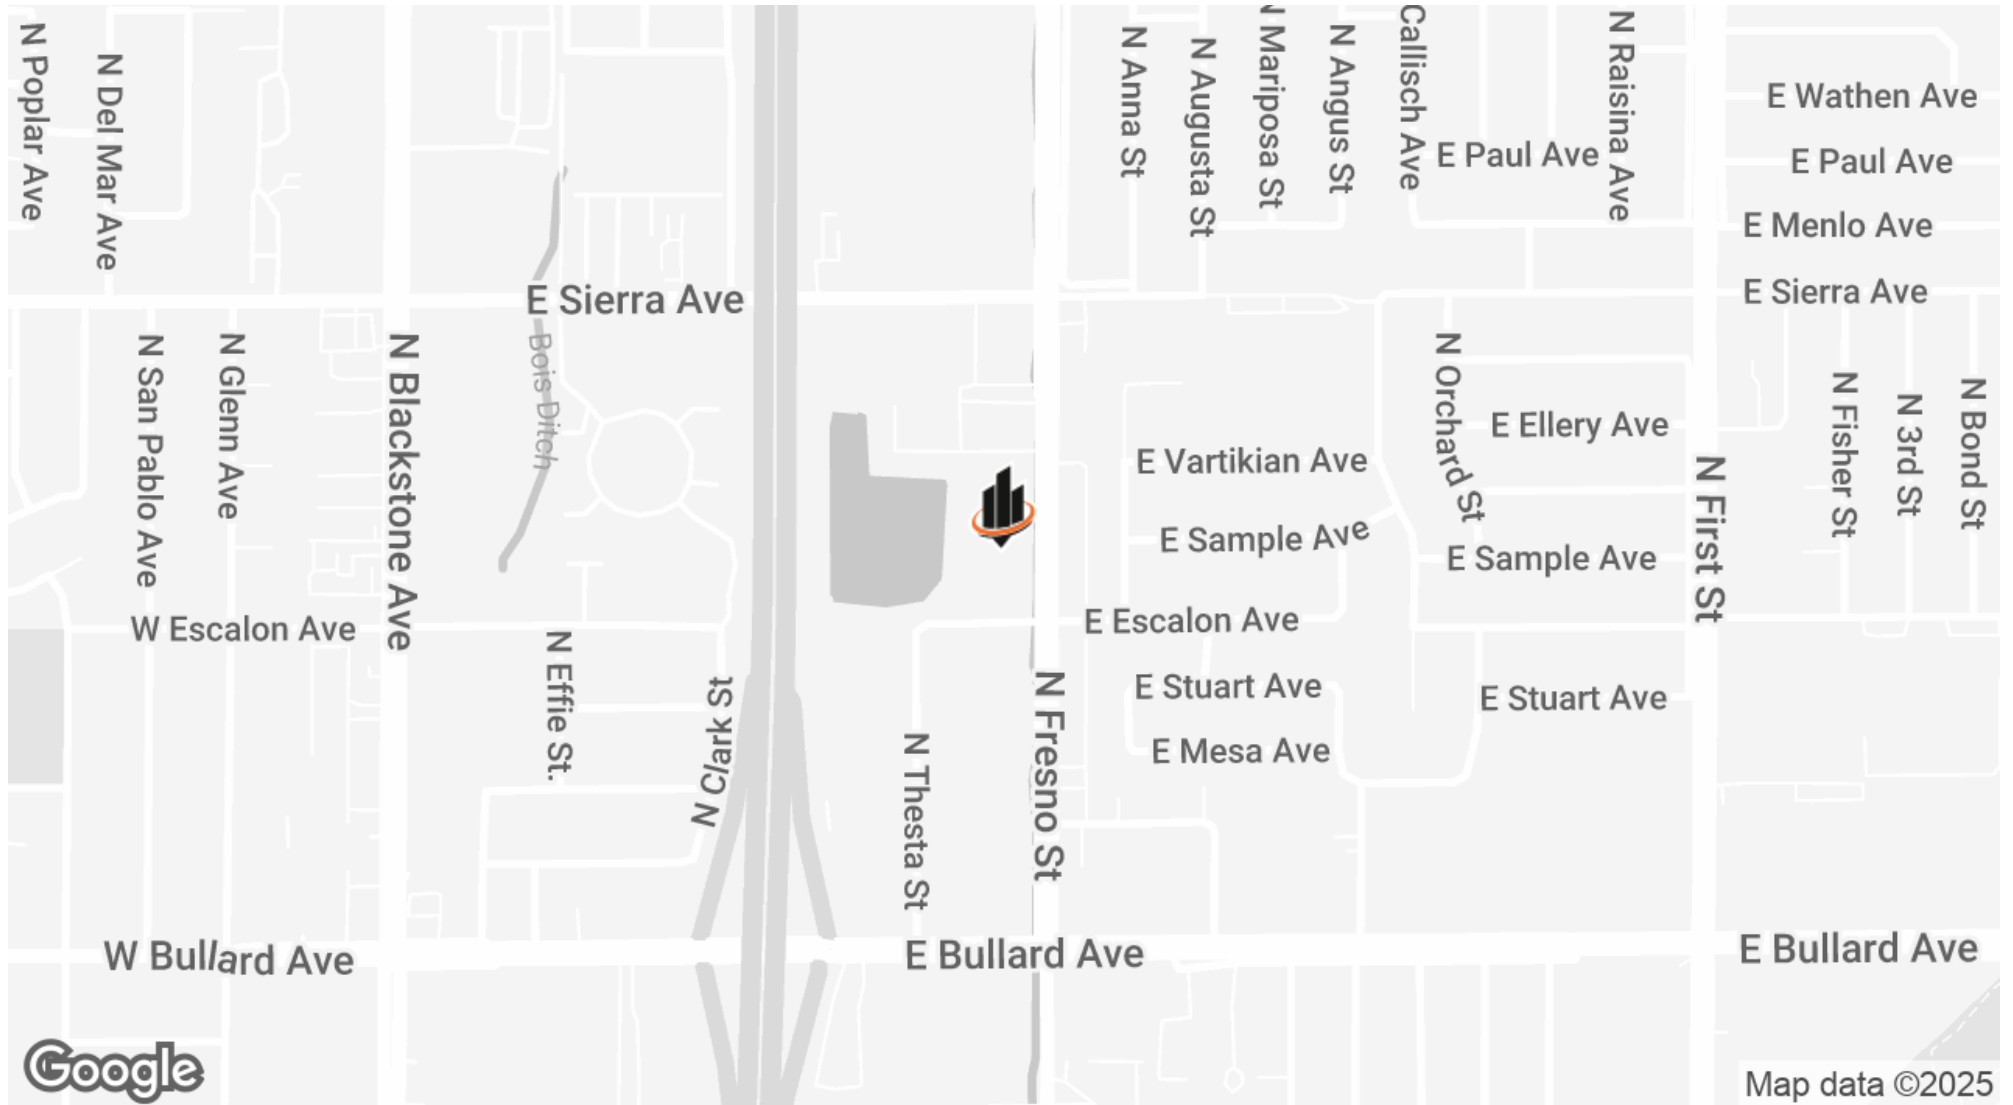 N Poplar Ave
N Del Mar Ave
N Anna St
N Augusta St
N Mariposa St
N Angus St
Callisch Ave
N Raisina Ave
E Wathen Ave
E Paul Ave
E Paul Ave
E Menlo Ave
E Sierra Ave
E Sierra Ave
N San Pablo Ave
N Glenn Ave
N Blackstone Ave
Bois Ditch
N Orchard St
E Ellery Ave
N Fisher St
N 3rd St
N Bond St
E Vartikian Ave
N First St
E Sample Ave
E Sample Ave
W Escalon Ave
E Escalon Ave
N Effie St.
N Clark St
E Stuart Ave
E Stuart Ave
N Fresno St
N Thesta St
E Mesa Ave
W Bullard Ave
E Bullard Ave
E Bullard Ave
Google
Map data ©2025